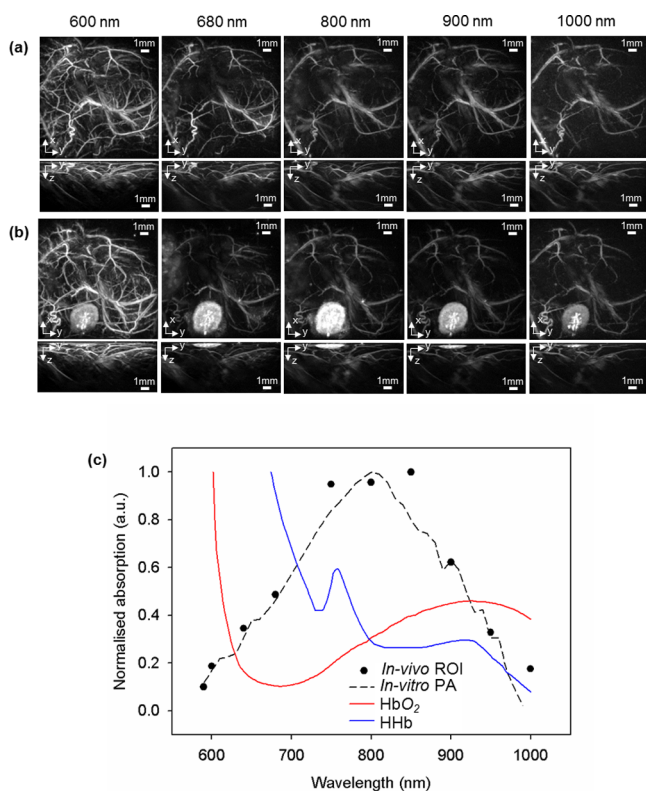 600 nm 680 nm 800 nm 900 nm 1000 nm
(a)
1mm 1mm 1mm 1mm 1mm
x x x x x
y y y y y
y y y y y
z z z z z
1mm 1mm 1mm 1mm 1mm
(b)
1mm 1mm 1mm 1mm 1mm
x x x x x
y y y y y
y y y y y
z z z z z
1mm 1mm 1mm 1mm 1mm
(c)
Normalised absorption (a.u.)
1.0
0.8
0.6
0.4
0.2
0.0
In-vivo ROI
In-vitro PA
HbO₂
HHb
600 700 800 900 1000
Wavelength (nm)